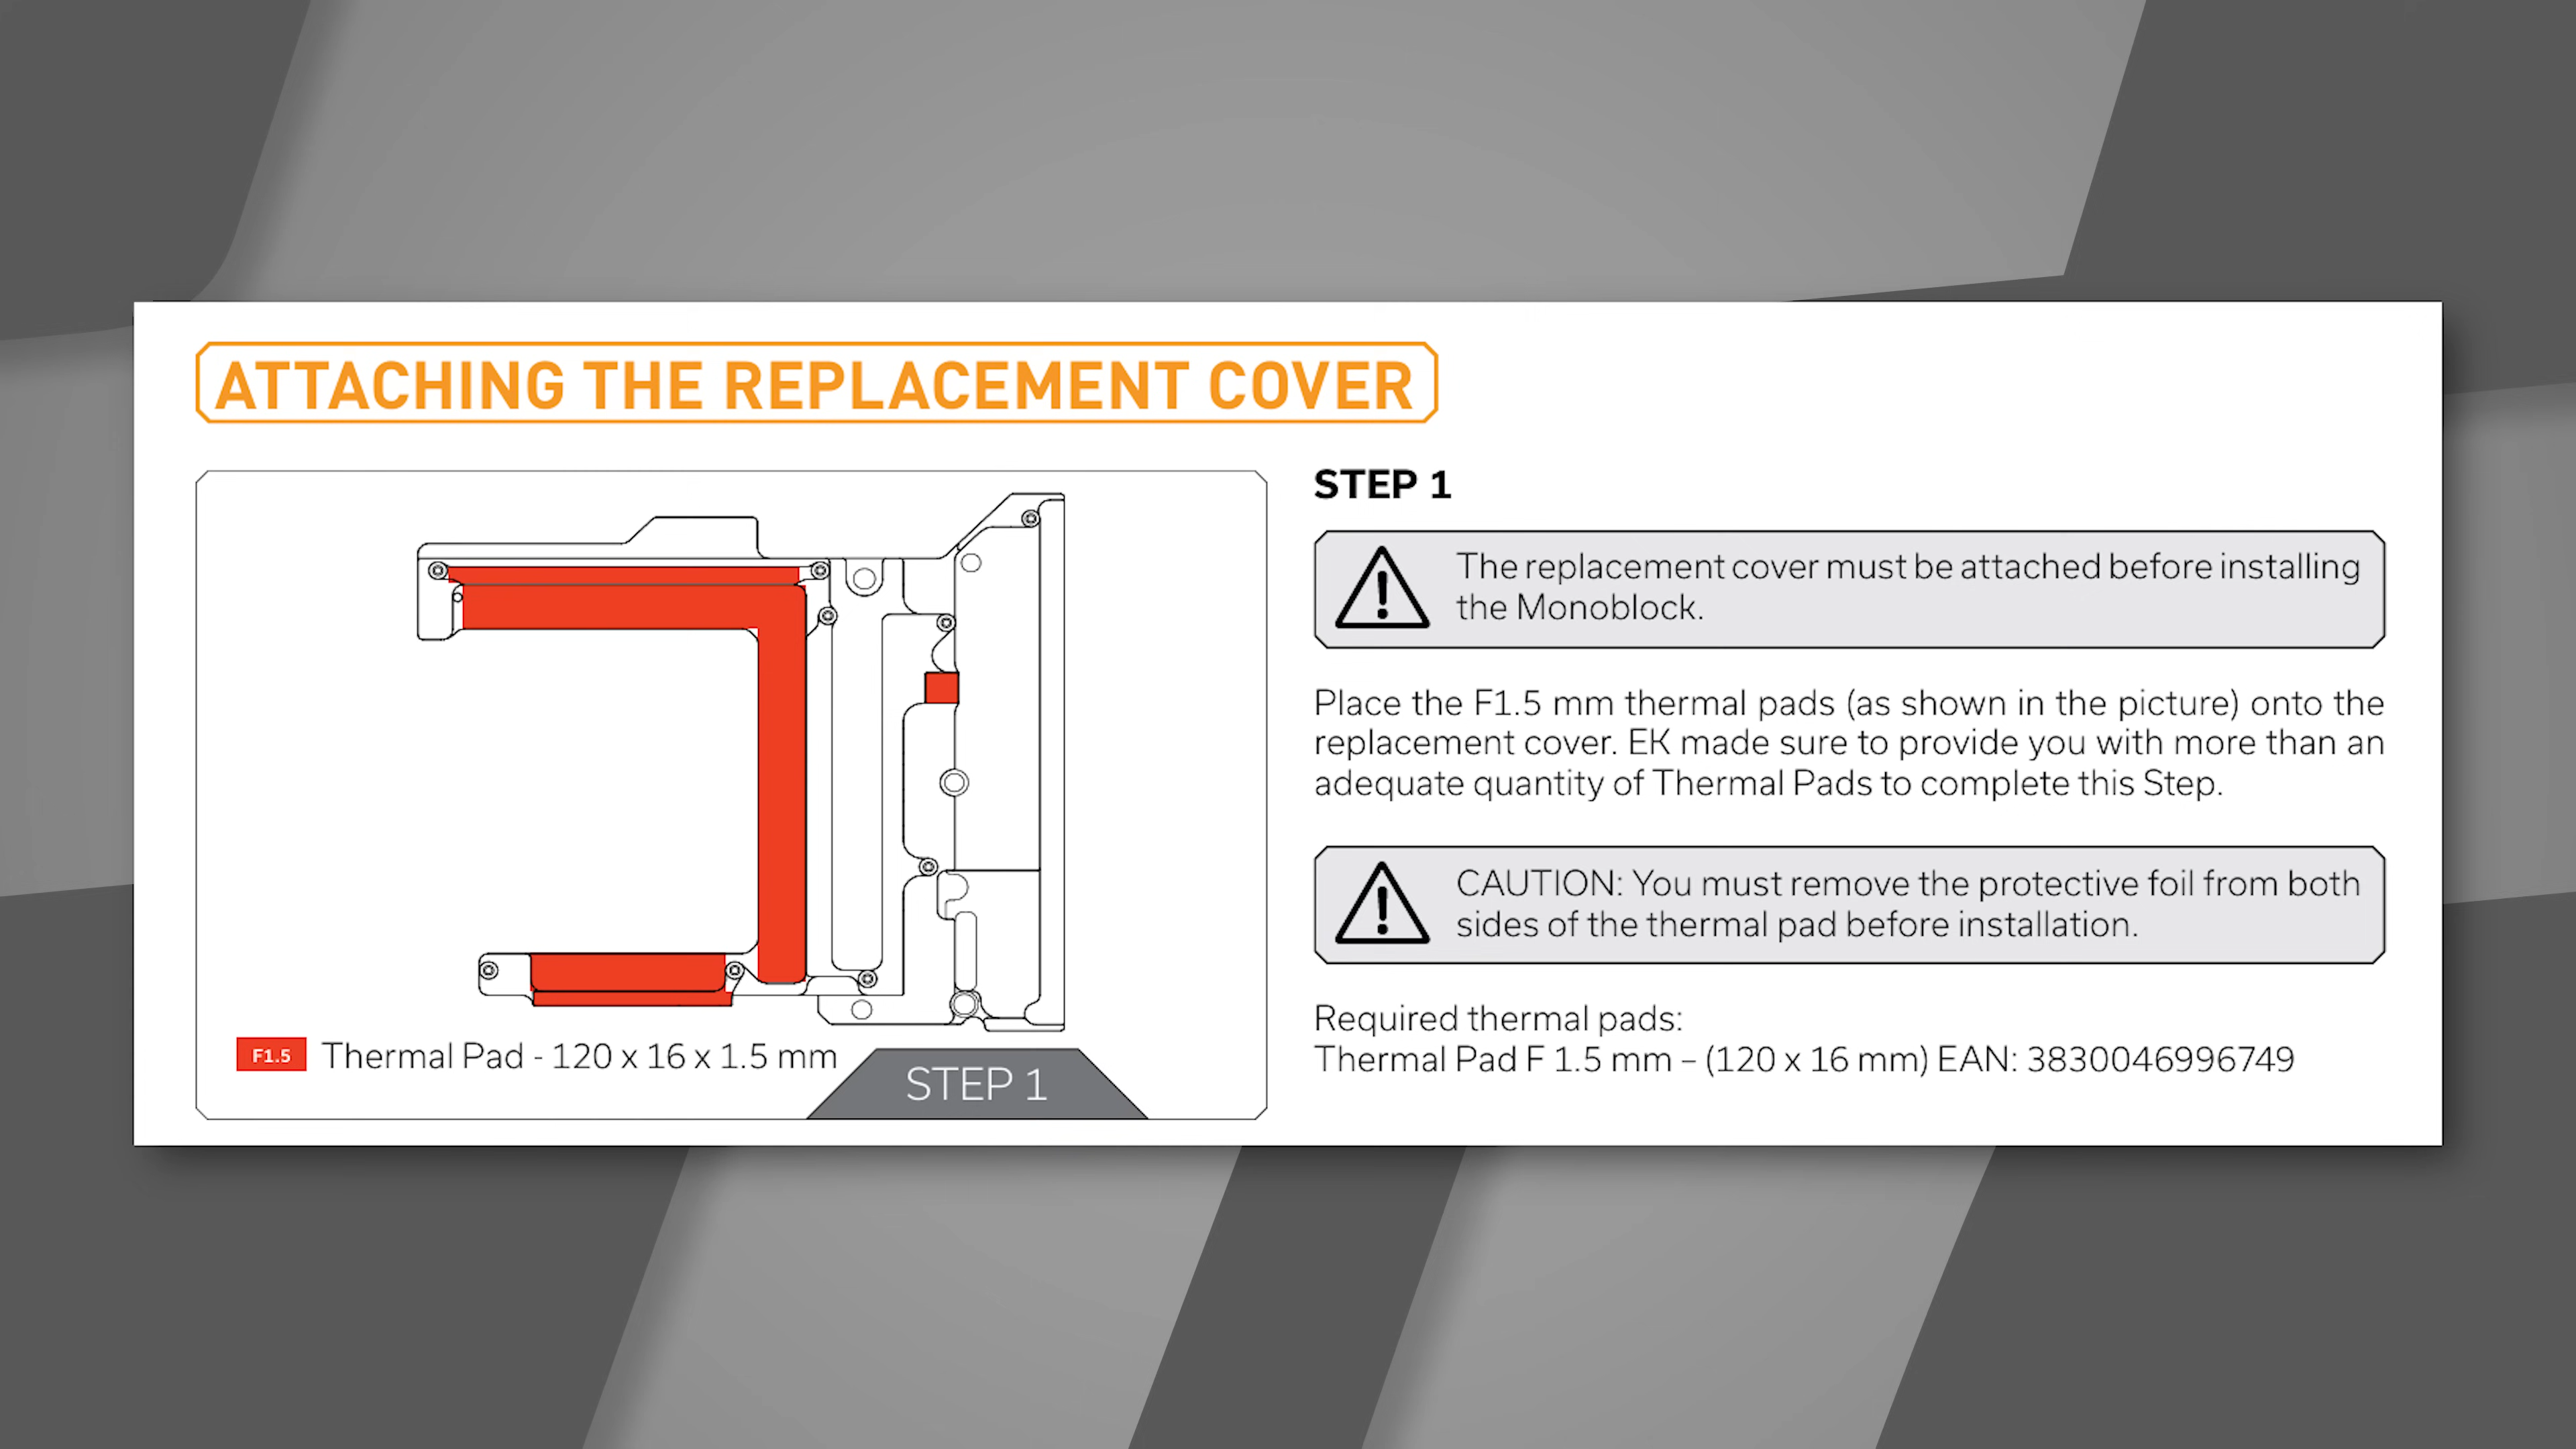 ATTACHING THE REPLACEMENT COVER
F1.5 Thermal Pad - 120 x 16 x 1.5 mm
STEP 1
STEP 1
The replacement cover must be attached before installing
the Monoblock.
Place the F1.5 mm thermal pads (as shown in the picture) onto the
replacement cover. EK made sure to provide you with more than an
adequate quantity of Thermal Pads to complete this Step.
CAUTION: You must remove the protective foil from both
sides of the thermal pad before installation.
Required thermal pads:
Thermal Pad F 1.5 mm – (120 x 16 mm) EAN: 3830046996749